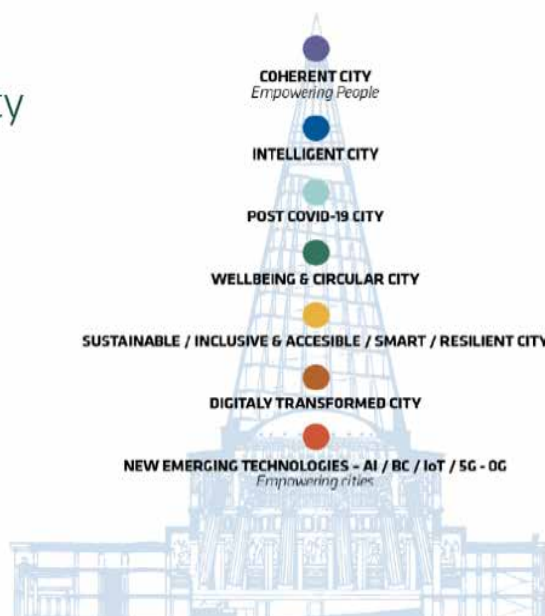 COHERENT CITY
Empowering People
INTELLIGENT CITY
POST COVID-19 CITY
WELLBEING & CIRCULAR CITY
SUSTAINABLE / INCLUSIVE & ACCESIBLE / SMART / RESILIENT CITY
DIGITALY TRANSFORMED CITY
NEW EMERGING TECHNOLOGIES - AI / BC / IoT / 5G - 0G
Empowering cities